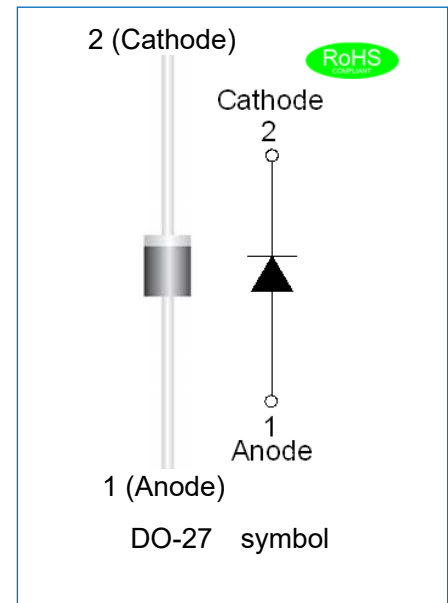 2 (Cathode)
RoHS
COMPLIANT
Cathode
2
1
Anode
1 (Anode)
DO-27 symbol